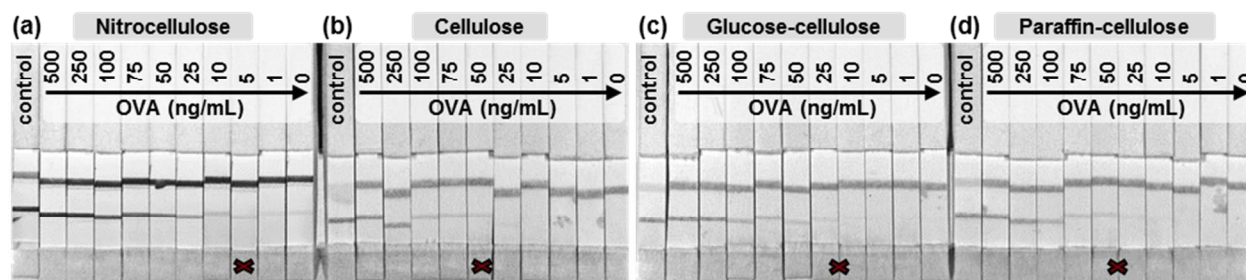 (a) Nitrocellulose
control 500 250 100 75 50 25 10 5 1 0
OVA (ng/mL)
(b) Cellulose
control 500 250 100 75 50 25 10 5 1 0
OVA (ng/mL)
(c) Glucose-cellulose
control 500 250 100 75 50 25 10 5 1 0
OVA (ng/mL)
(d) Paraffin-cellulose
control 500 250 100 75 50 25 10 5 1 0
OVA (ng/mL)